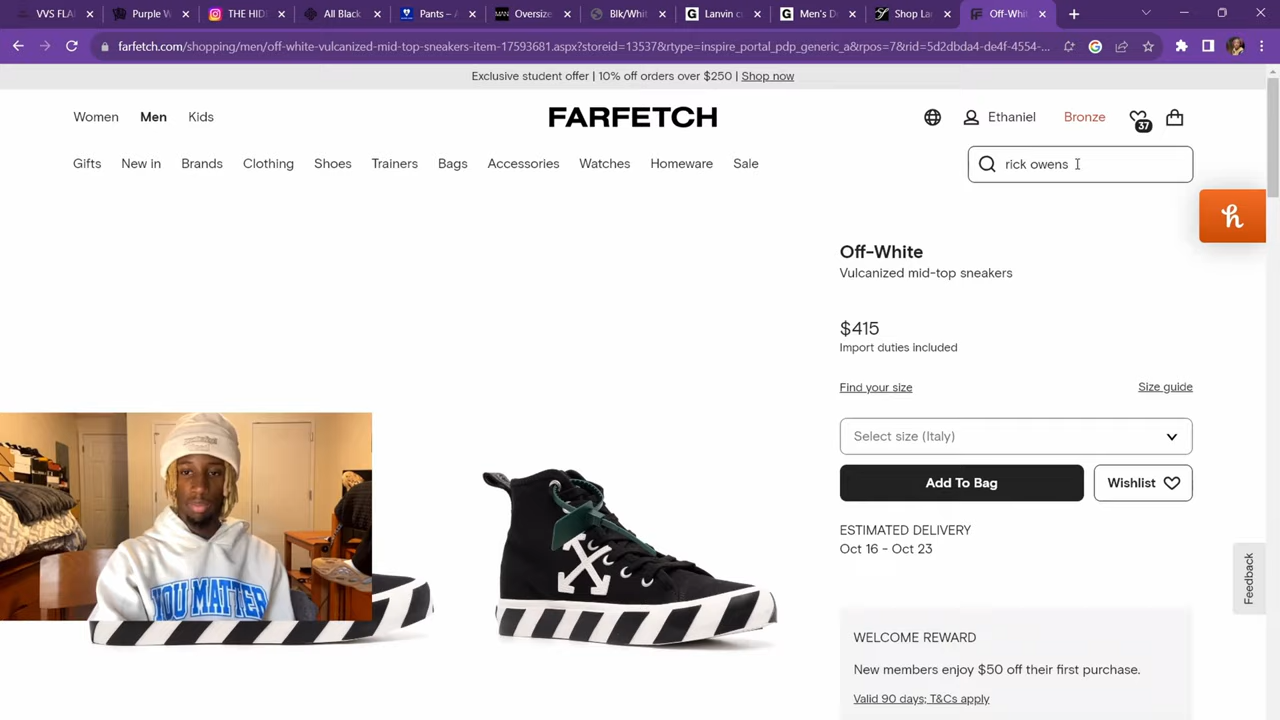 VVS FLAI
Purple W
THE HIDE
All Black
Pants – A
MAN
Oversize
Blk/Whit
Lanvin c
Men's D
Shop La
Off-Whit
farfetch.com/shopping/men/off-white-vulcanized-mid-top-sneakers-item-17593681.aspx?storeid=13537&rtype=inspire_portal_pdp_generic_a&rpos=7&rid=5d2dbda4-de4f-4554-...
Exclusive student offer | 10% off orders over $250 | Shop now
Women Men Kids
FARFETCH
Ethaniel Bronze 37
Gifts New in Brands Clothing Shoes Trainers Bags Accessories Watches Homeware Sale
rick owens
h
Off-White
Vulcanized mid-top sneakers
$415
Import duties included
Find your size Size guide
Select size (Italy)
Add To Bag Wishlist
ESTIMATED DELIVERY
Oct 16 - Oct 23
Feedback
YOU MATTER
WELCOME REWARD
New members enjoy $50 off their first purchase.
Valid 90 days; T&Cs apply